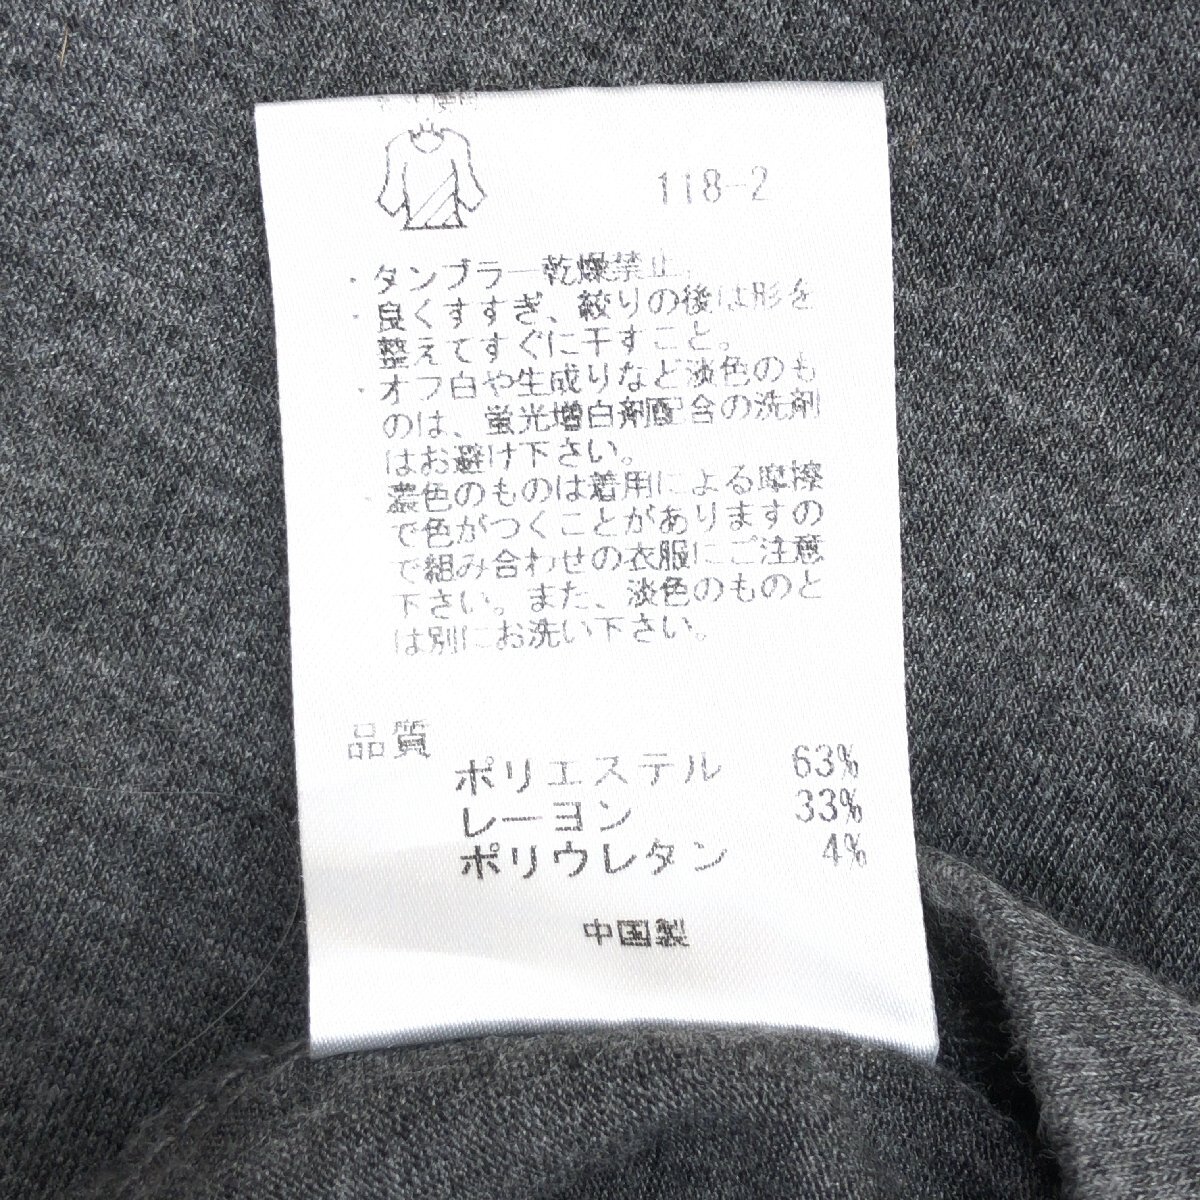 118-2
・タンブラー乾燥禁止。
・良くすすぎ、絞りの後は形を
整えてすぐに干すこと。
・オフ白や生成りなど淡色のも
のは、蛍光増白剤配合の洗剤
はお避け下さい。
・濃色のものは着用による摩擦
で色がつくことがありますの
で組み合わせの衣服にご注意
下さい。また、淡色のものと
は別にお洗い下さい。
品質
ポリエステル 63%
レーヨン 33%
ポリウレタン 4%
中国製